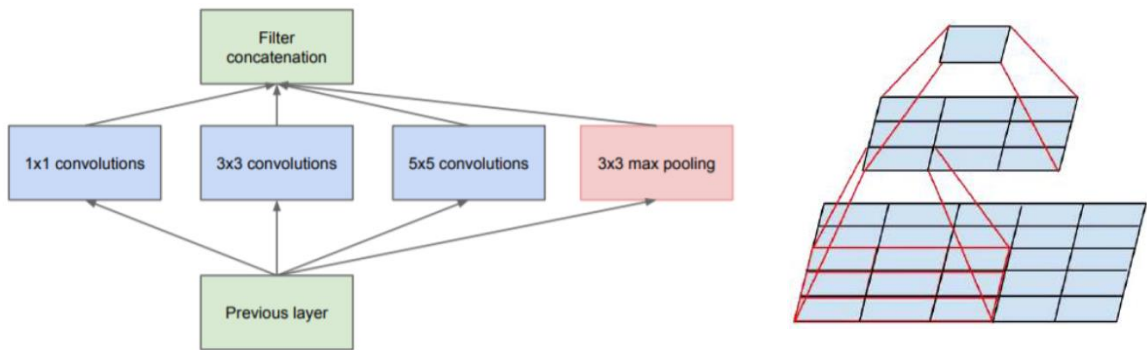 Filter
concatenation
1x1 convolutions
3x3 convolutions
5x5 convolutions
3x3 max pooling
Previous layer